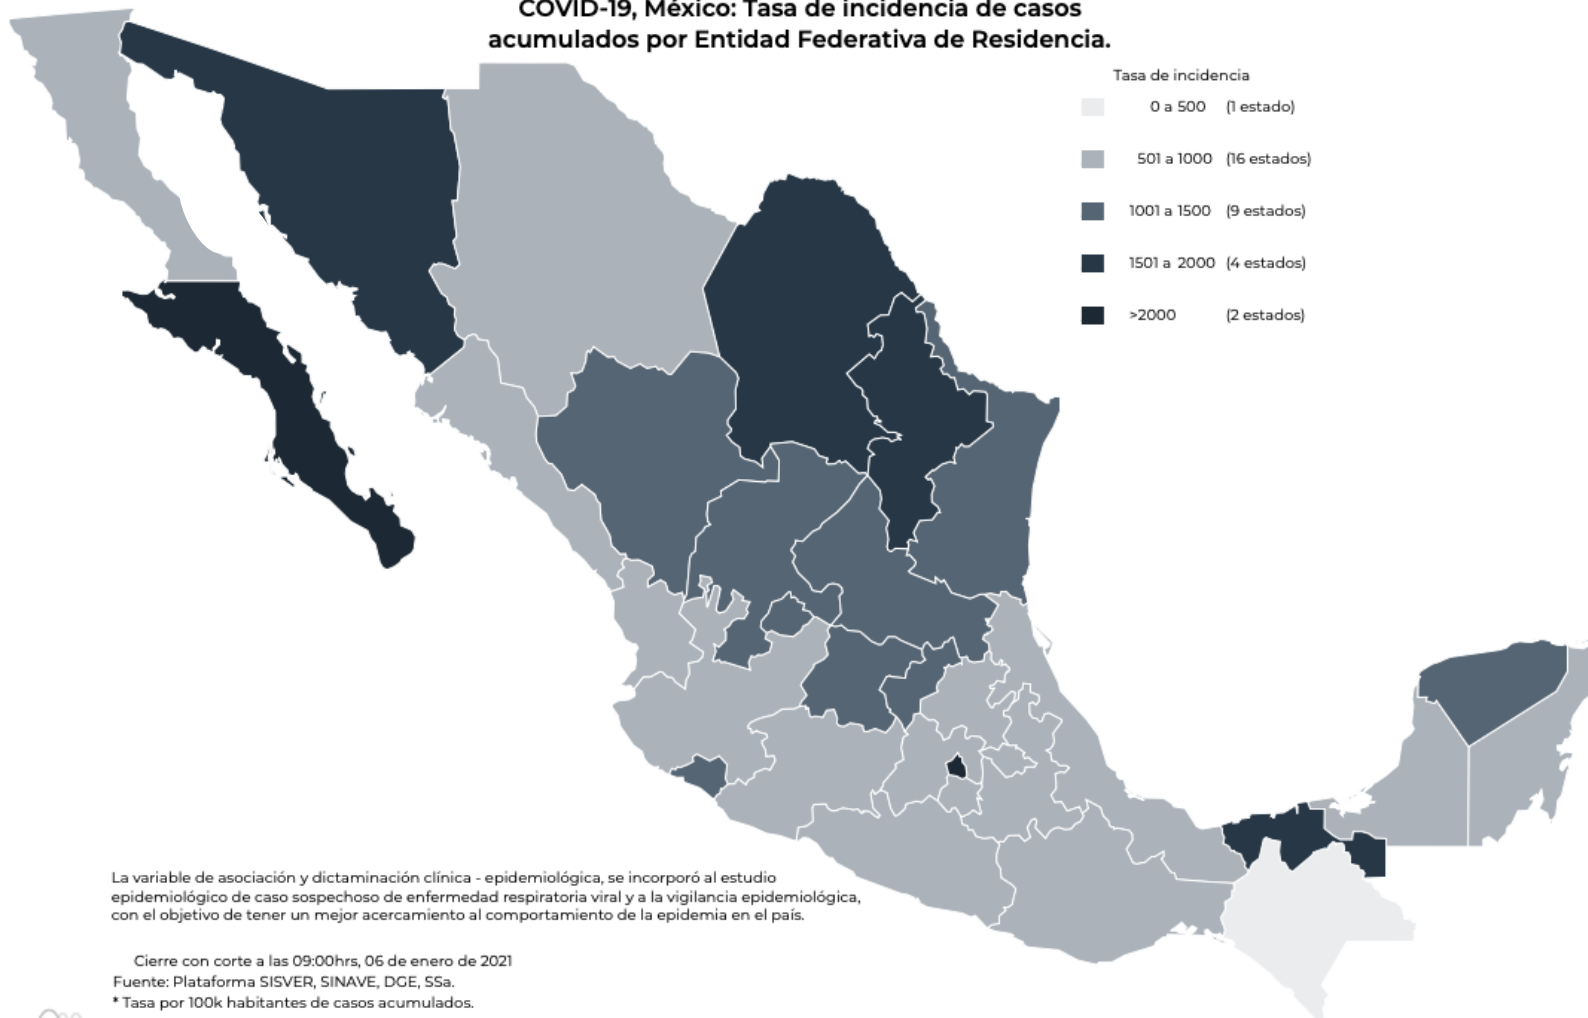 COVID-19, México: Tasa de incidencia de casos
acumulados por Entidad Federativa de Residencia.
Tasa de incidencia
0 a 500 (1 estado)
501 a 1000 (16 estados)
1001 a 1500 (9 estados)
1501 a 2000 (4 estados)
>2000 (2 estados)
La variable de asociación y dictaminación clínica - epidemiológica, se incorporó al estudio
epidemiológico de caso sospechoso de enfermedad respiratoria viral y a la vigilancia epidemiológica,
con el objetivo de tener un mejor acercamiento al comportamiento de la epidemia en el país.
Cierre con corte a las 09:00hrs, 06 de enero de 2021
Fuente: Plataforma SISVER, SINAVE, DGE, SSa.
* Tasa por 100k habitantes de casos acumulados.